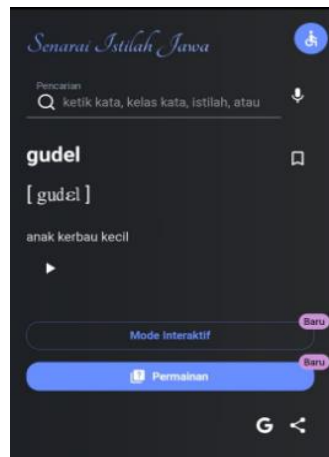 Senarai Istilah Jawa
Pencarian
ketik kata, kelas kata, istilah, atau
gudel
[ gudɛl ]
anak kerbau kecil
Baru
Mode Interaktif
Baru
Permainan
G